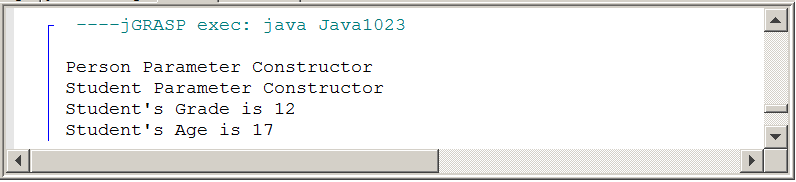 ----jGRASP exec: java Java1023
Person Parameter Constructor
Student Parameter Constructor
Student's Grade is 12
Student's Age is 17